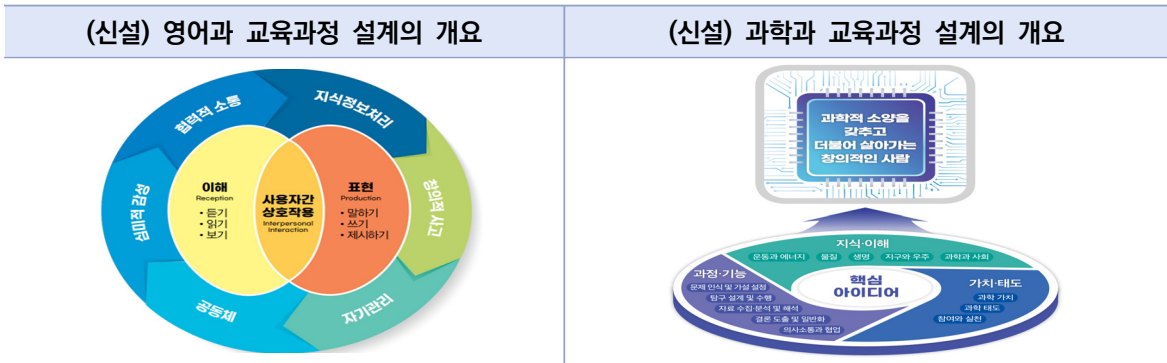 (신설) 영어과 교육과정 설계의 개요
협력적 소통
지식정보처리
창의적 사고
자기관리
공동체
심미적 감성
이해
Reception
• 듣기
• 읽기
• 보기
사용자간
상호작용
Interpersonal
Interaction
표현
Production
• 말하기
• 쓰기
• 제시하기
(신설) 과학과 교육과정 설계의 개요
과학적 소양을
갖추고
더불어 살아가는
창의적인 사람
지식·이해
운동과 에너지 물질 생명 지구와 우주 과학과 사회
과정·기능
문제 인식 및 가설 설정
탐구 설계 및 수행
자료 수집·분석 및 해석
결론 도출 및 일반화
의사소통과 협업
핵심
아이디어
가치·태도
과학 가치
과학 태도
참여와 실천